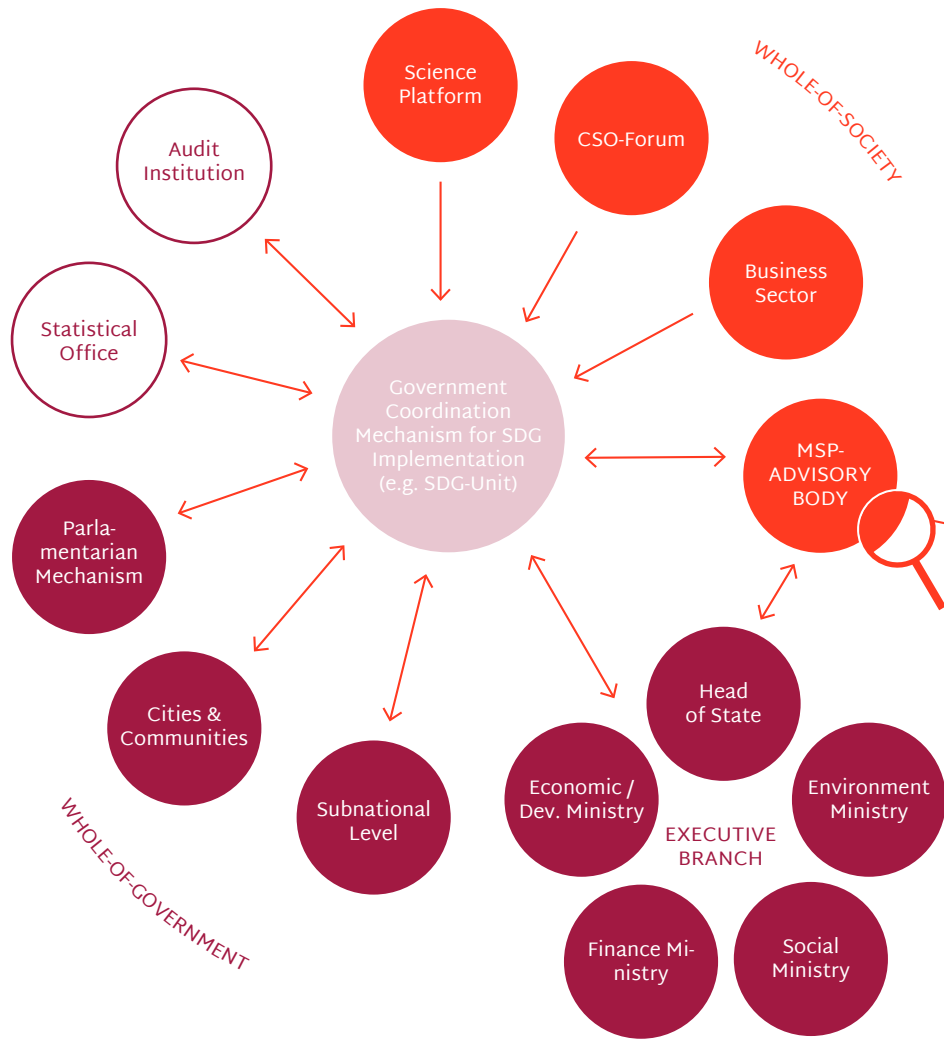 Science
Platform
CSO-Forum
WHOLE-OF-SOCIETY
Audit
Institution
Business
Sector
Statistical
Office
Government
Coordination
Mechanism for SDG
Implementation
(e.g. SDG-Unit)
MSP-
ADVISORY
BODY
Parla-
mentarian
Mechanism
Head
of State
Cities &
Communities
Economic /
Dev. Ministry
Environment
Ministry
Subnational
Level
EXECUTIVE
BRANCH
WHOLE-OF-GOVERNMENT
Finance Mi-
nistry
Social
Ministry